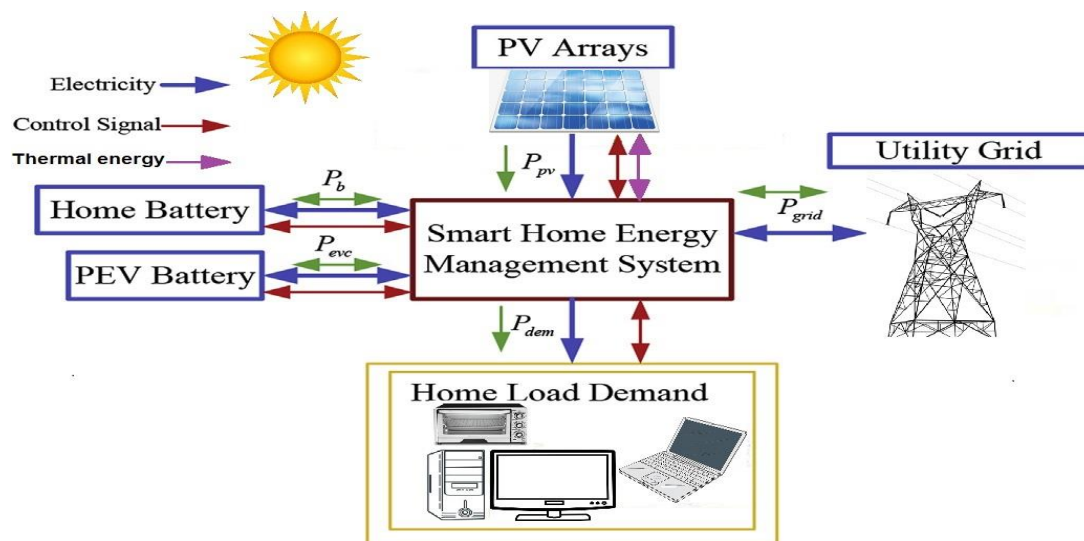 PV Arrays
Electricity
Control Signal
Thermal energy
P_pv
Utility Grid
P_b
Home Battery
P_grid
Smart Home Energy
Management System
P_evc
PEV Battery
P_dem
Home Load Demand